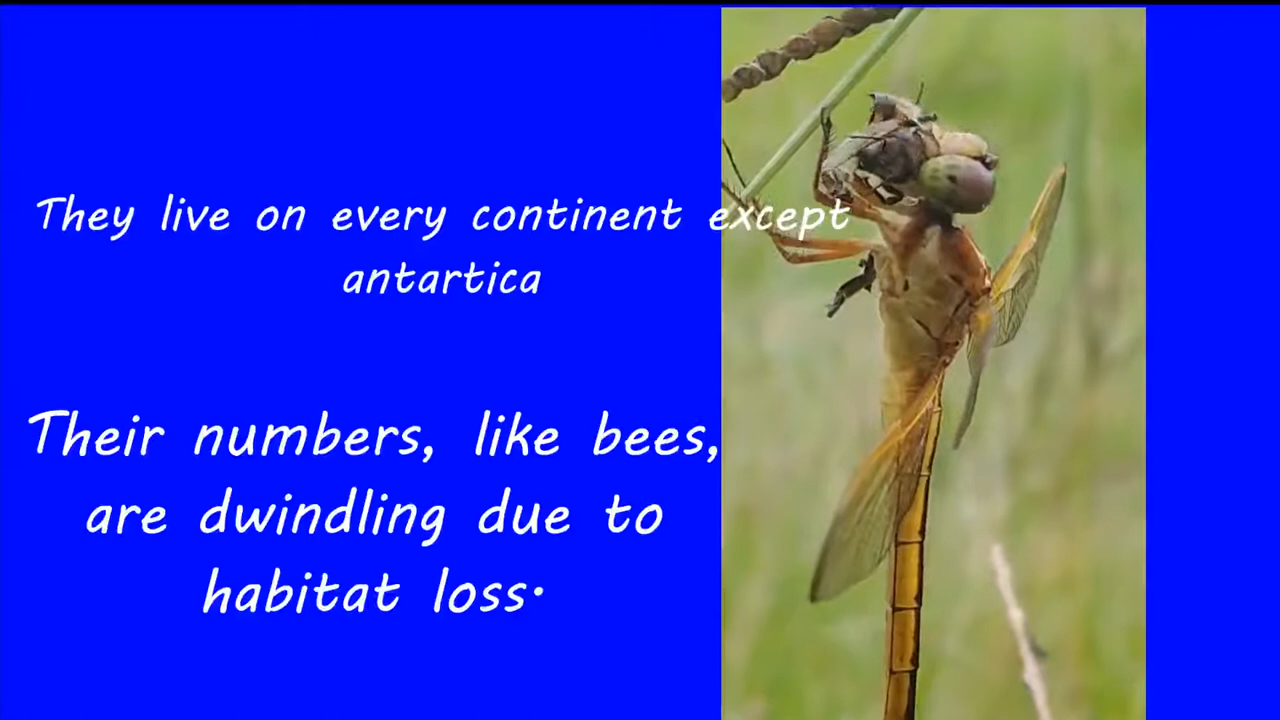 They live on every continent except
antartica
Their numbers, like bees,
are dwindling due to
habitat loss.